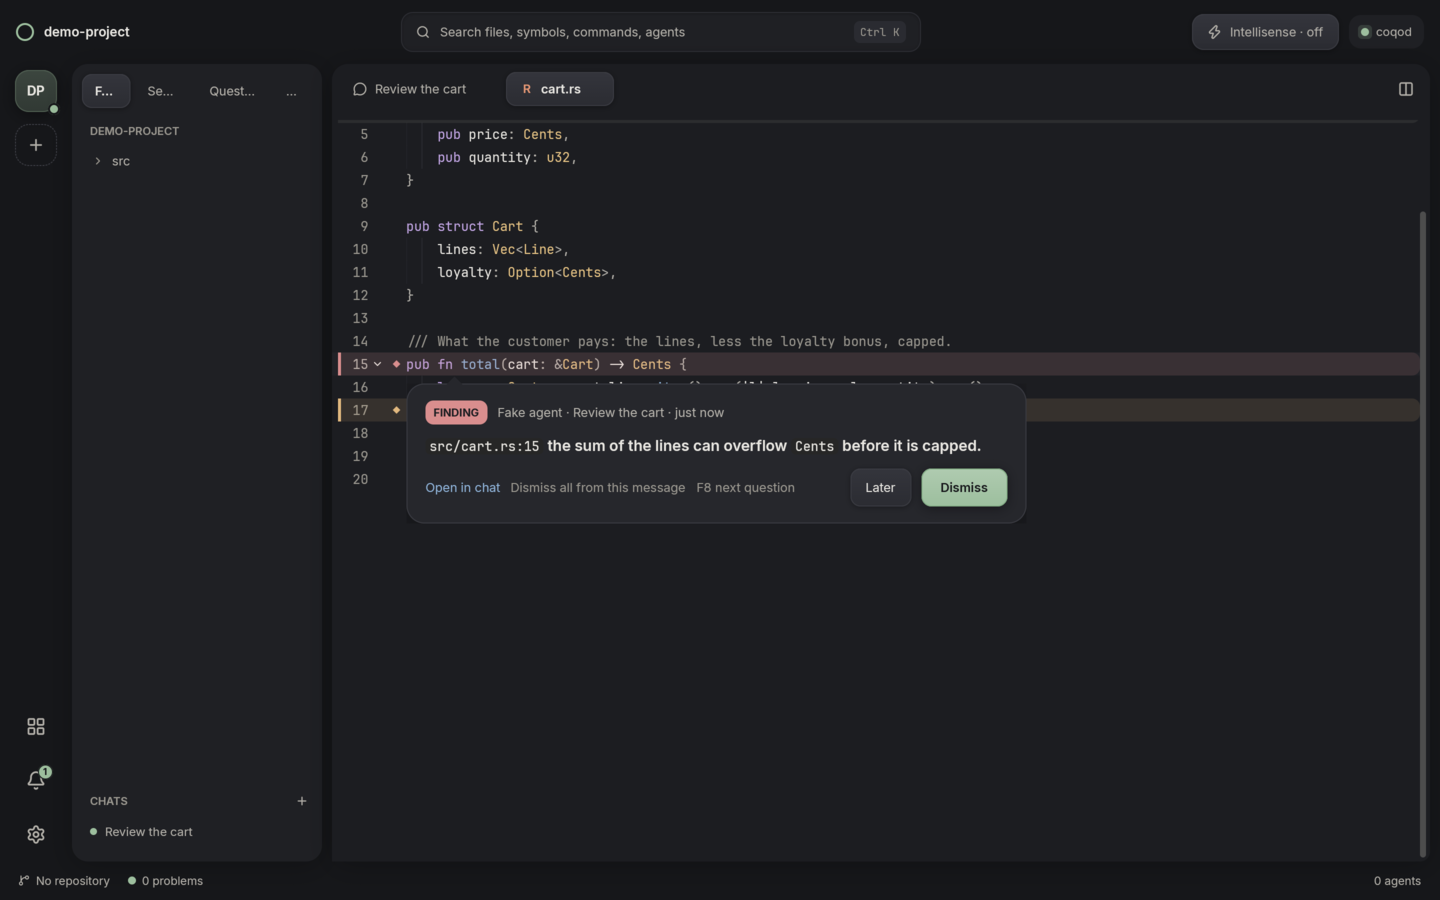 demo-project
Search files, symbols, commands, agents
Ctrl K
Intellisense · off
coqod
DP
F...
Se...
Quest...
...
Review the cart
R cart.rs
DEMO-PROJECT
src
5 pub price: Cents,
6 pub quantity: u32,
7 }
8
9 pub struct Cart {
10 lines: Vec<Line>,
11 loyalty: Option<Cents>,
12 }
13
14 /// What the customer pays: the lines, less the loyalty bonus, capped.
15 pub fn total(cart: &Cart) -> Cents {
16
17
18
19
20
FINDING Fake agent · Review the cart · just now
src/cart.rs:15 the sum of the lines can overflow Cents before it is capped.
Open in chat Dismiss all from this message F8 next question
Later
Dismiss
1
CHATS
Review the cart
No repository
0 problems
0 agents